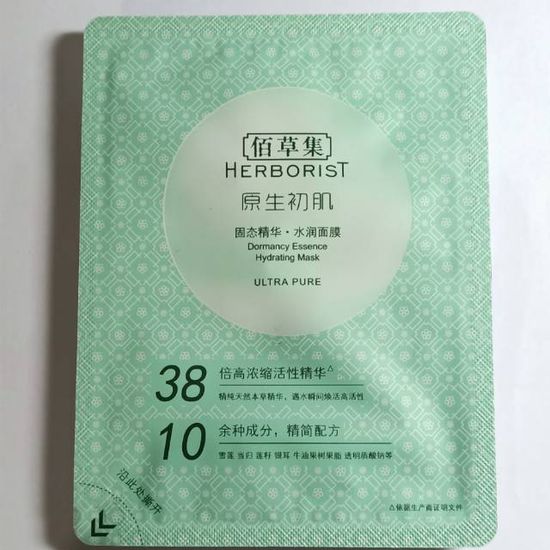 [佰草集]
HERBORIST
原生初肌
固态精华·水润面膜
Dormancy Essence
Hydrating Mask
ULTRA PURE
38 倍高浓缩活性精华△
精纯天然本草精华，遇水瞬间焕活高活性
10 余种成分，精简配方
雪莲 当归 莲籽 银耳 牛油果树果脂 透明质酸钠等
沿此处撕开
△依据生产商证明文件